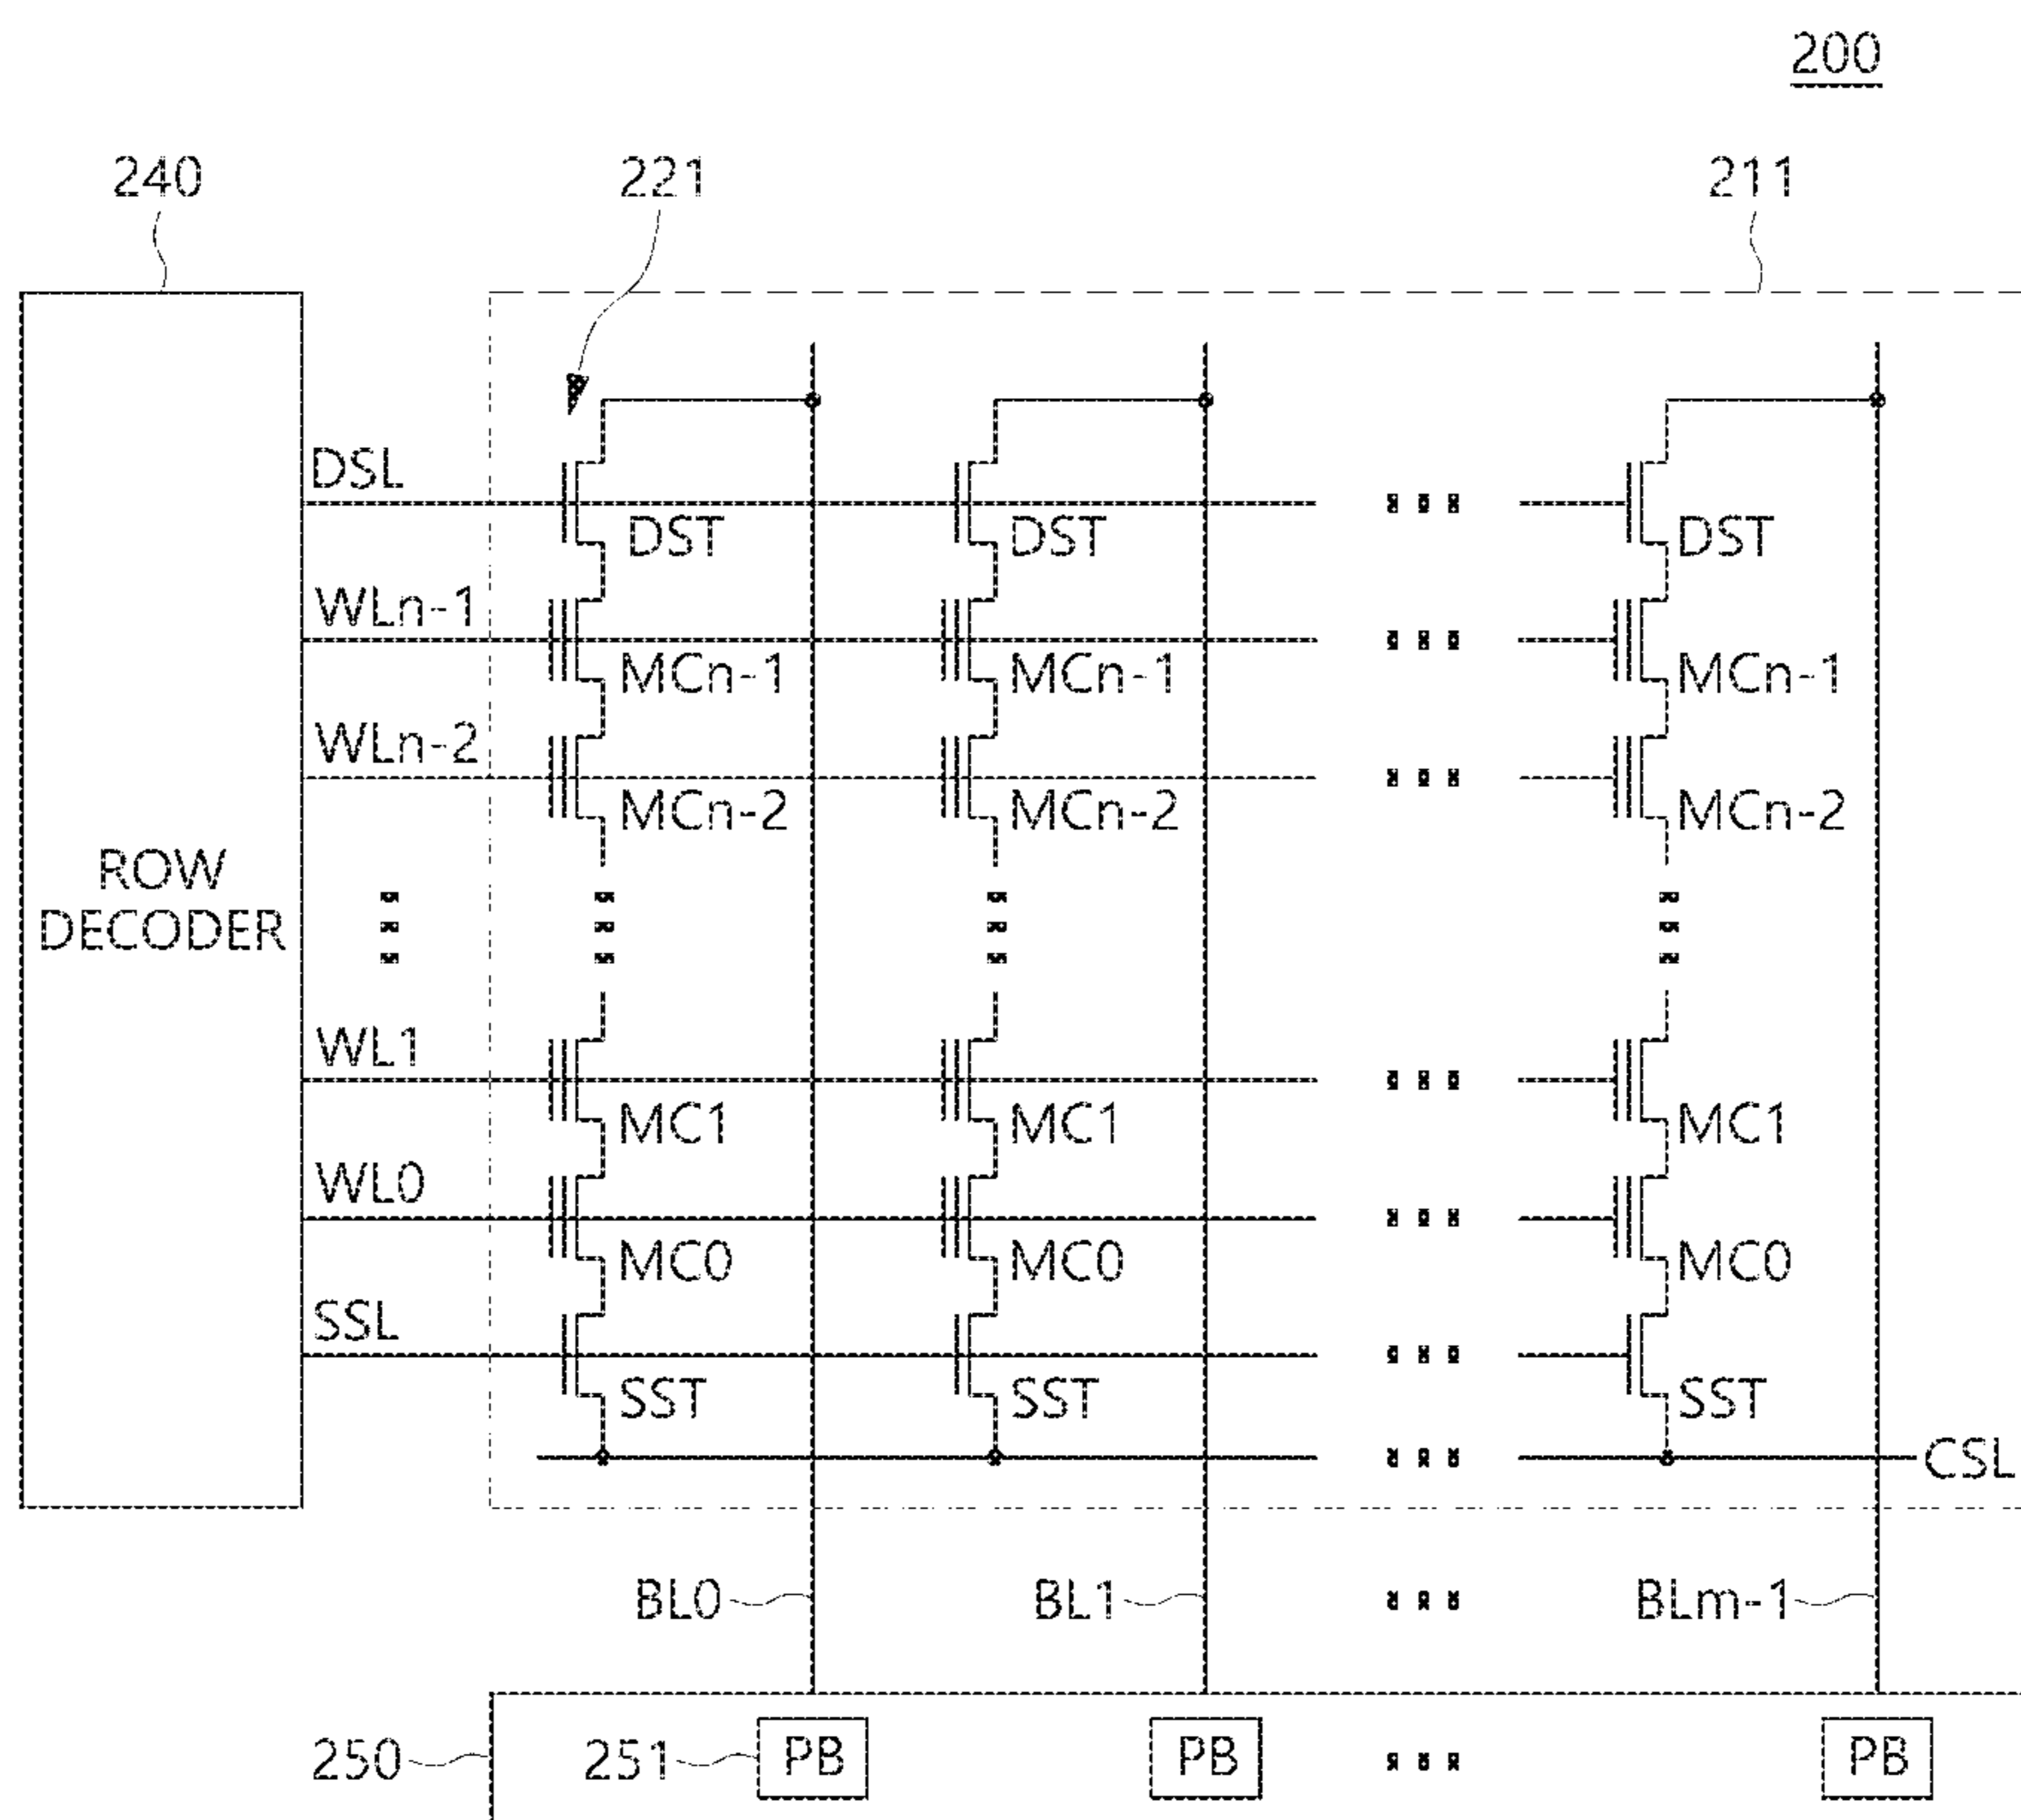 200
240 221 211
DSL
DST DST DST
WLn-1
MCn-1 MCn-1 MCn-1
WLn-2
MCn-2 MCn-2 MCn-2
ROW
DECODER
WL1
MC1 MC1 MC1
WL0
MC0 MC0 MC0
SSL
SST SST SST
CSL
BL0 BL1 BLm-1
250 251 PB PB PB